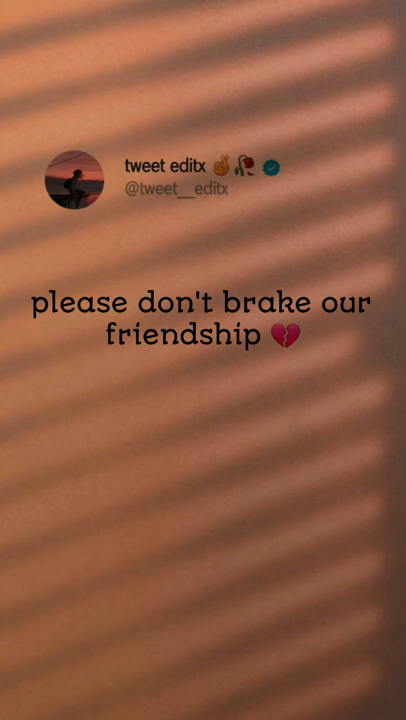 tweet editx ✌️🥀
@tweet__editx
please don't brake our
friendship 💔